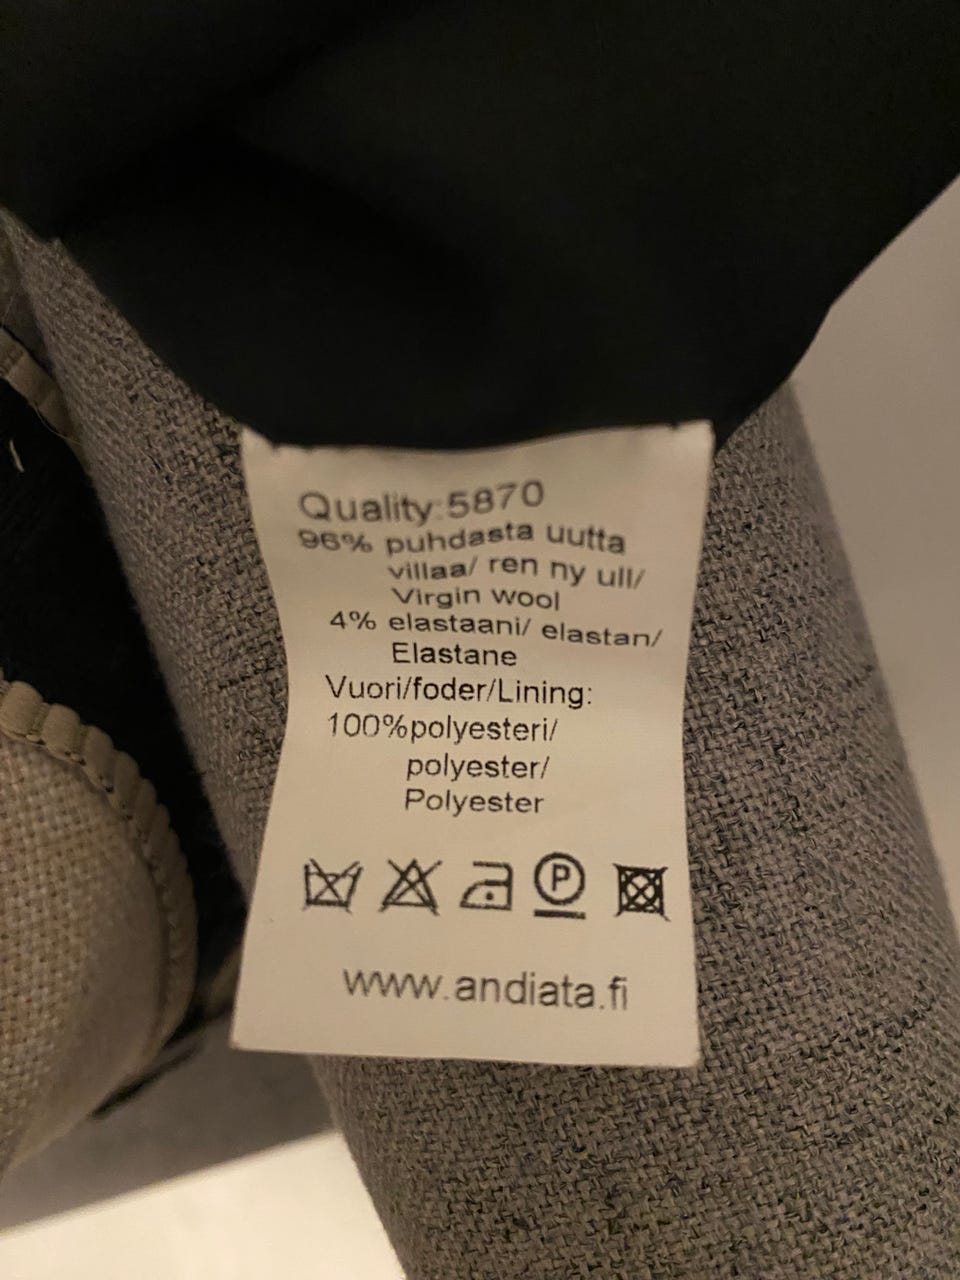 Quality:5870
96% puhdasta uutta
villaa/ ren ny ull/
Virgin wool
4% elastaani/ elastan/
Elastane
Vuori/foder/Lining:
100%polyesteri/
polyester/
Polyester
P
www.andiata.fi